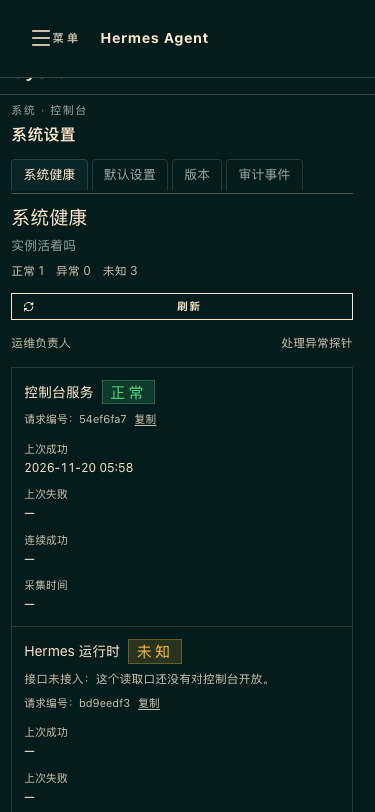 菜单 Hermes Agent
系统 · 控制台
系统设置
系统健康 默认设置 版本 审计事件
系统健康
实例活着吗
正常 1 异常 0 未知 3
刷新
运维负责人 处理异常探针
控制台服务 正常
请求编号：54ef6fa7 复制
上次成功
2026-11-20 05:58
上次失败
—
连续成功
—
采集时间
—
Hermes 运行时 未知
接口未接入：这个读取口还没有对控制台开放。
请求编号：bd9eedf3 复制
上次成功
—
上次失败
—